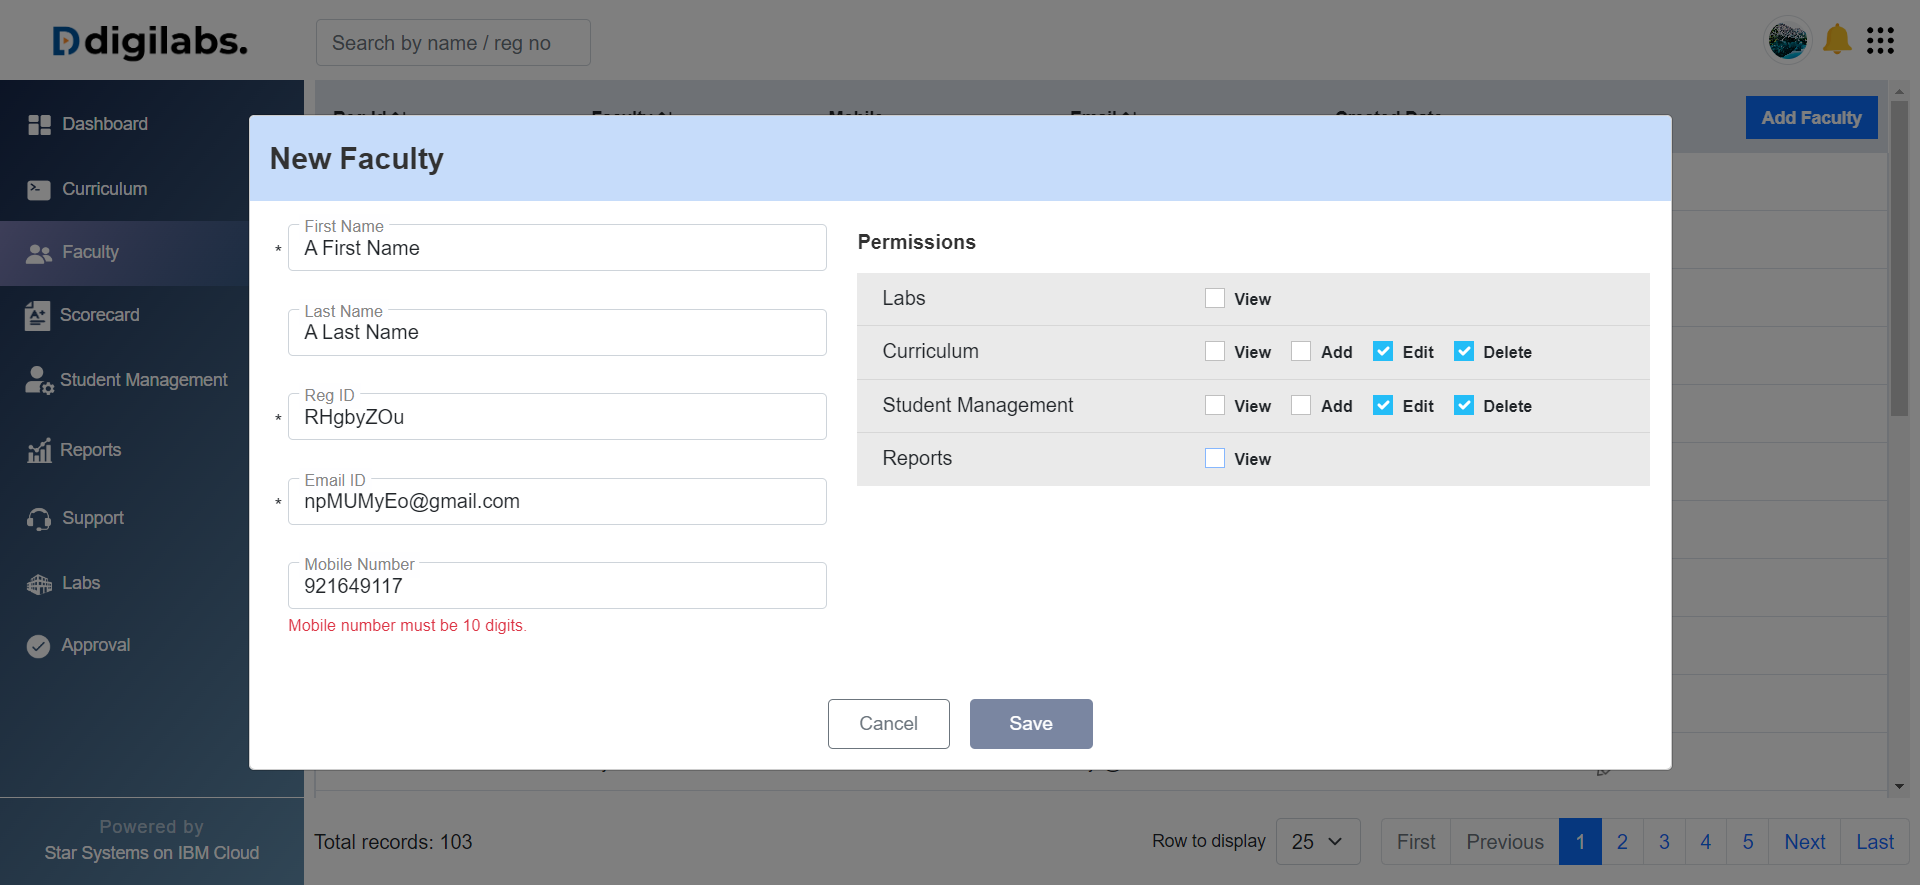 digilabs.
Search by name / reg no
Dashboard
Curriculum
Faculty
Scorecard
Student Management
Reports
Support
Labs
Approval
Powered by
Star Systems on IBM Cloud
Add Faculty
New Faculty
First Name
* A First Name
Last Name
A Last Name
Reg ID
* RHgbyZOu
Email ID
* npMUMyEo@gmail.com
Mobile Number
921649117
Mobile number must be 10 digits.
Permissions
Labs View
Curriculum View Add Edit Delete
Student Management View Add Edit Delete
Reports View
Cancel Save
Total records: 103
Row to display 25 First Previous 1 2 3 4 5 Next Last